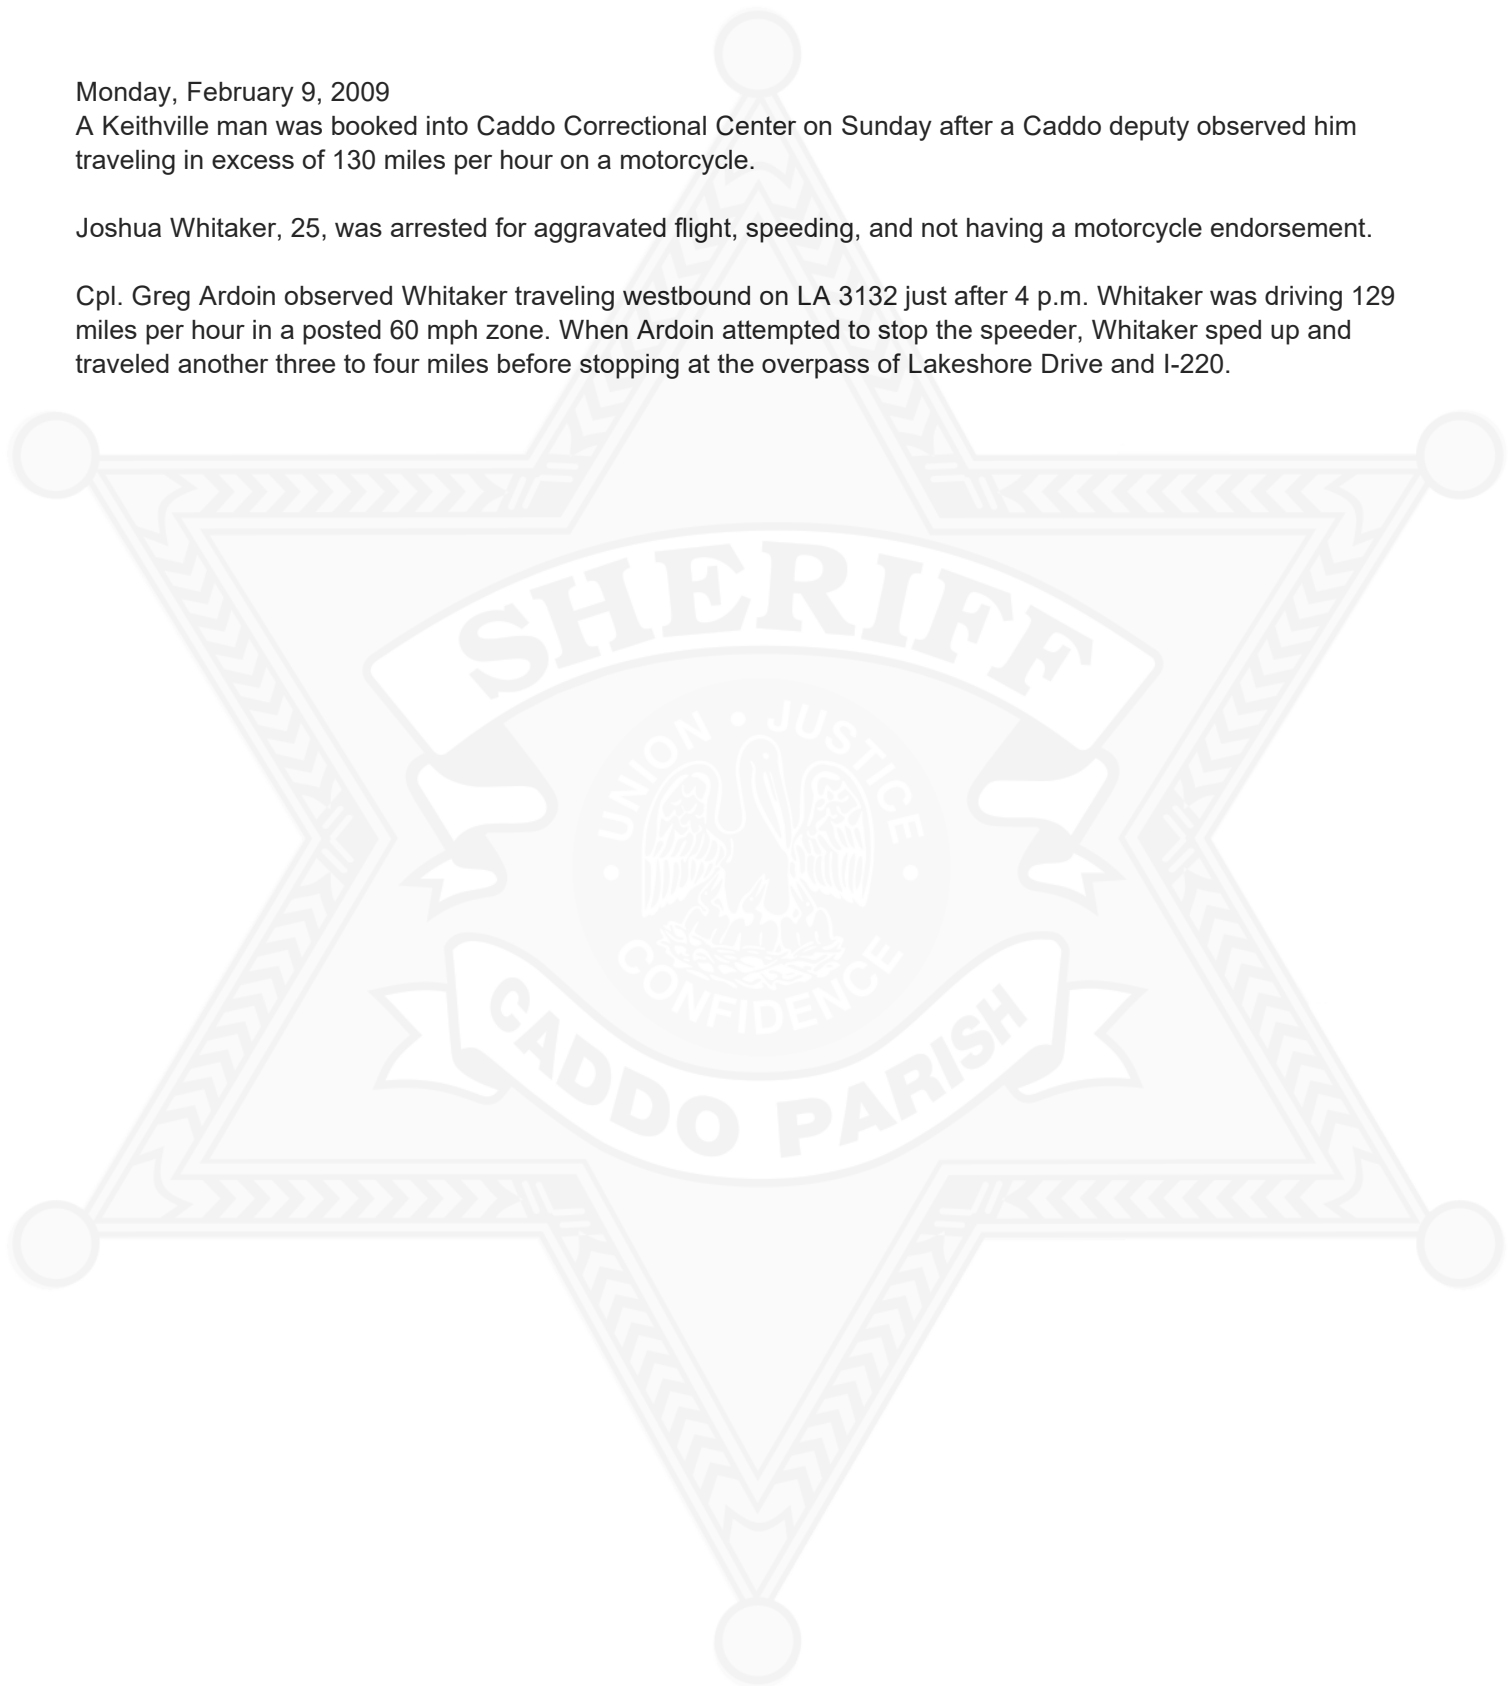 Monday, February 9, 2009
A Keithville man was booked into Caddo Correctional Center on Sunday after a Caddo deputy observed him
traveling in excess of 130 miles per hour on a motorcycle.
Joshua Whitaker, 25, was arrested for aggravated flight, speeding, and not having a motorcycle endorsement.
Cpl. Greg Ardoin observed Whitaker traveling westbound on LA 3132 just after 4 p.m. Whitaker was driving 129
miles per hour in a posted 60 mph zone. When Ardoin attempted to stop the speeder, Whitaker sped up and
traveled another three to four miles before stopping at the overpass of Lakeshore Drive and I-220.
SHERIFF
UNION • JUSTICE
• CONFIDENCE •
CADDO PARISH